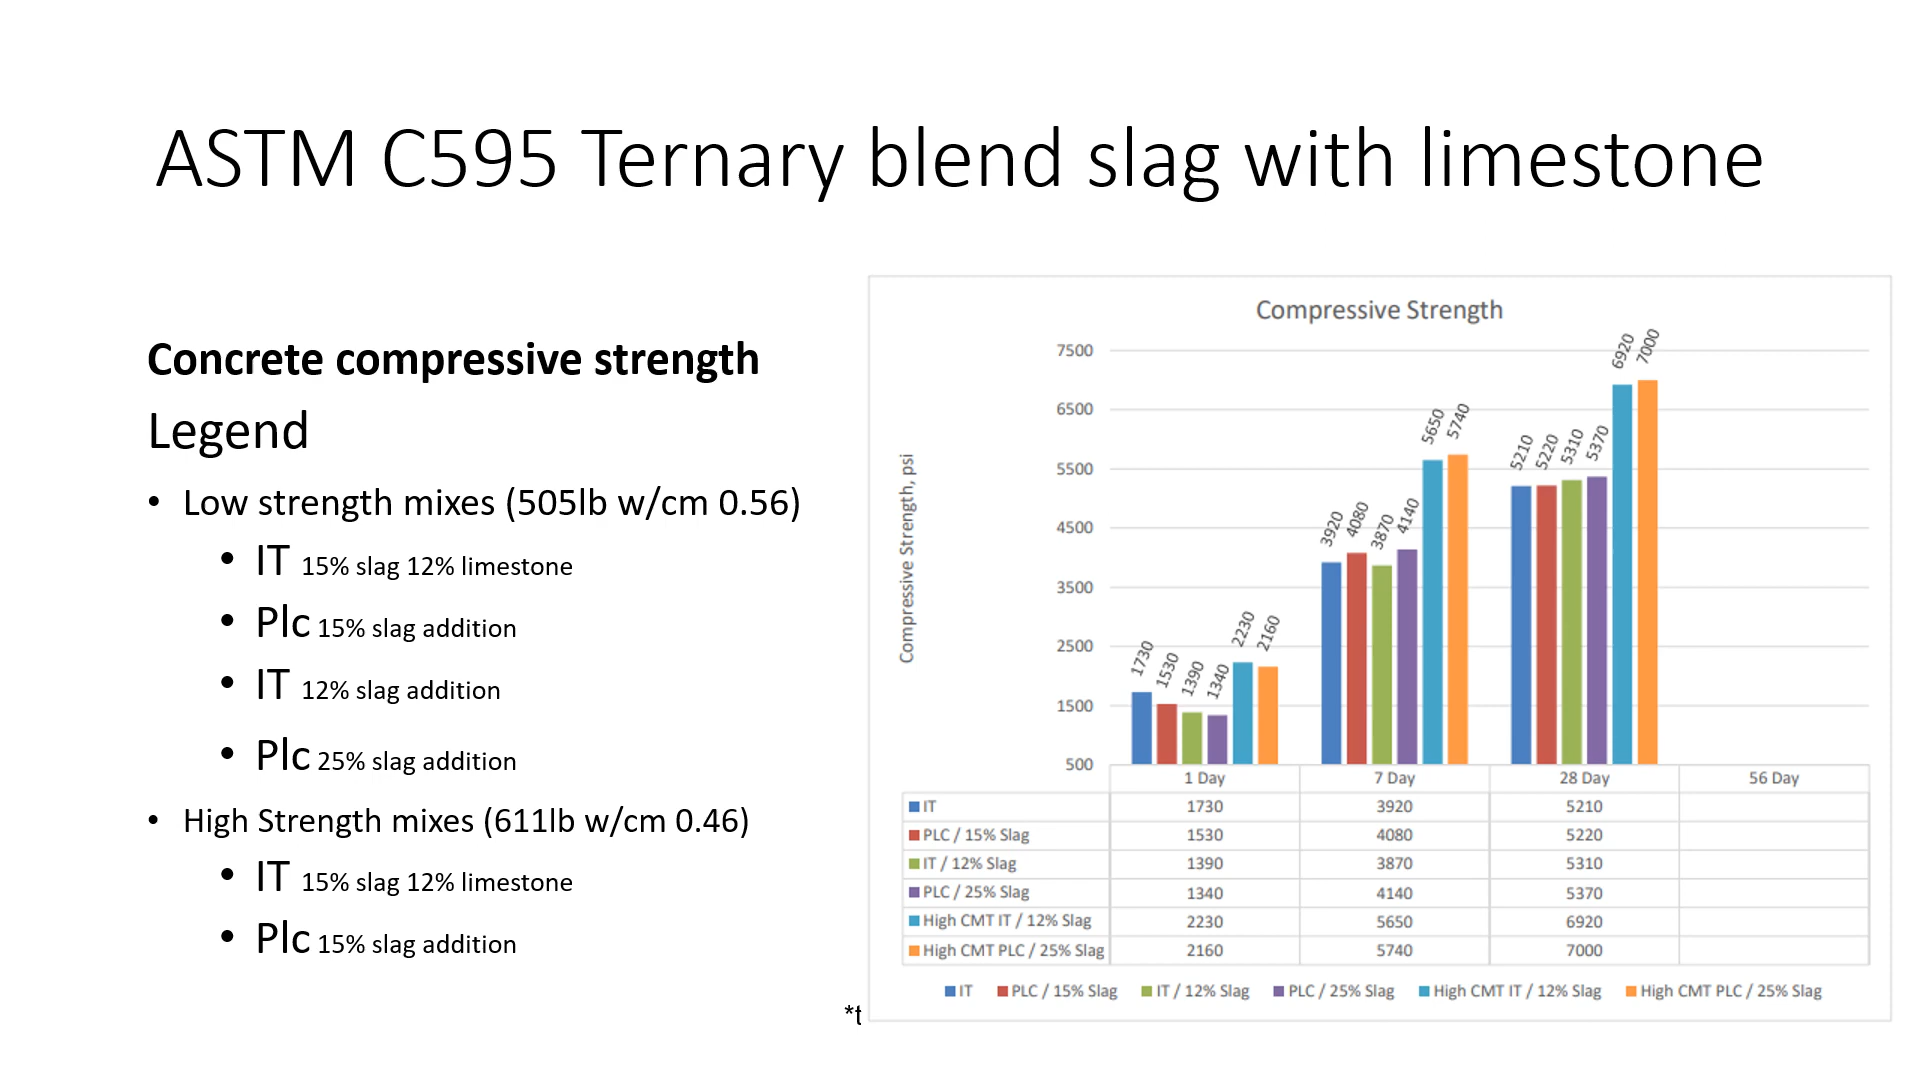 ASTM C595 Ternary blend slag with limestone
Concrete compressive strength
Legend
• Low strength mixes (505lb w/cm 0.56)
• IT 15% slag 12% limestone
• Plc 15% slag addition
• IT 12% slag addition
• Plc 25% slag addition
• High Strength mixes (611lb w/cm 0.46)
• IT 15% slag 12% limestone
• Plc 15% slag addition
*t
Compressive Strength
Compressive Strength, psi
7500
6500
5500
4500
3500
2500
1500
500
1730 1530 1390 1340 2230 2160
3920 4080 3870 4140 5650 5740
5210 5220 5310 5370 6920 7000
1 Day 7 Day 28 Day 56 Day
IT 1730 3920 5210
PLC / 15% Slag 1530 4080 5220
IT / 12% Slag 1390 3870 5310
PLC / 25% Slag 1340 4140 5370
High CMT IT / 12% Slag 2230 5650 6920
High CMT PLC / 25% Slag 2160 5740 7000
IT PLC / 15% Slag IT / 12% Slag PLC / 25% Slag High CMT IT / 12% Slag High CMT PLC / 25% Slag